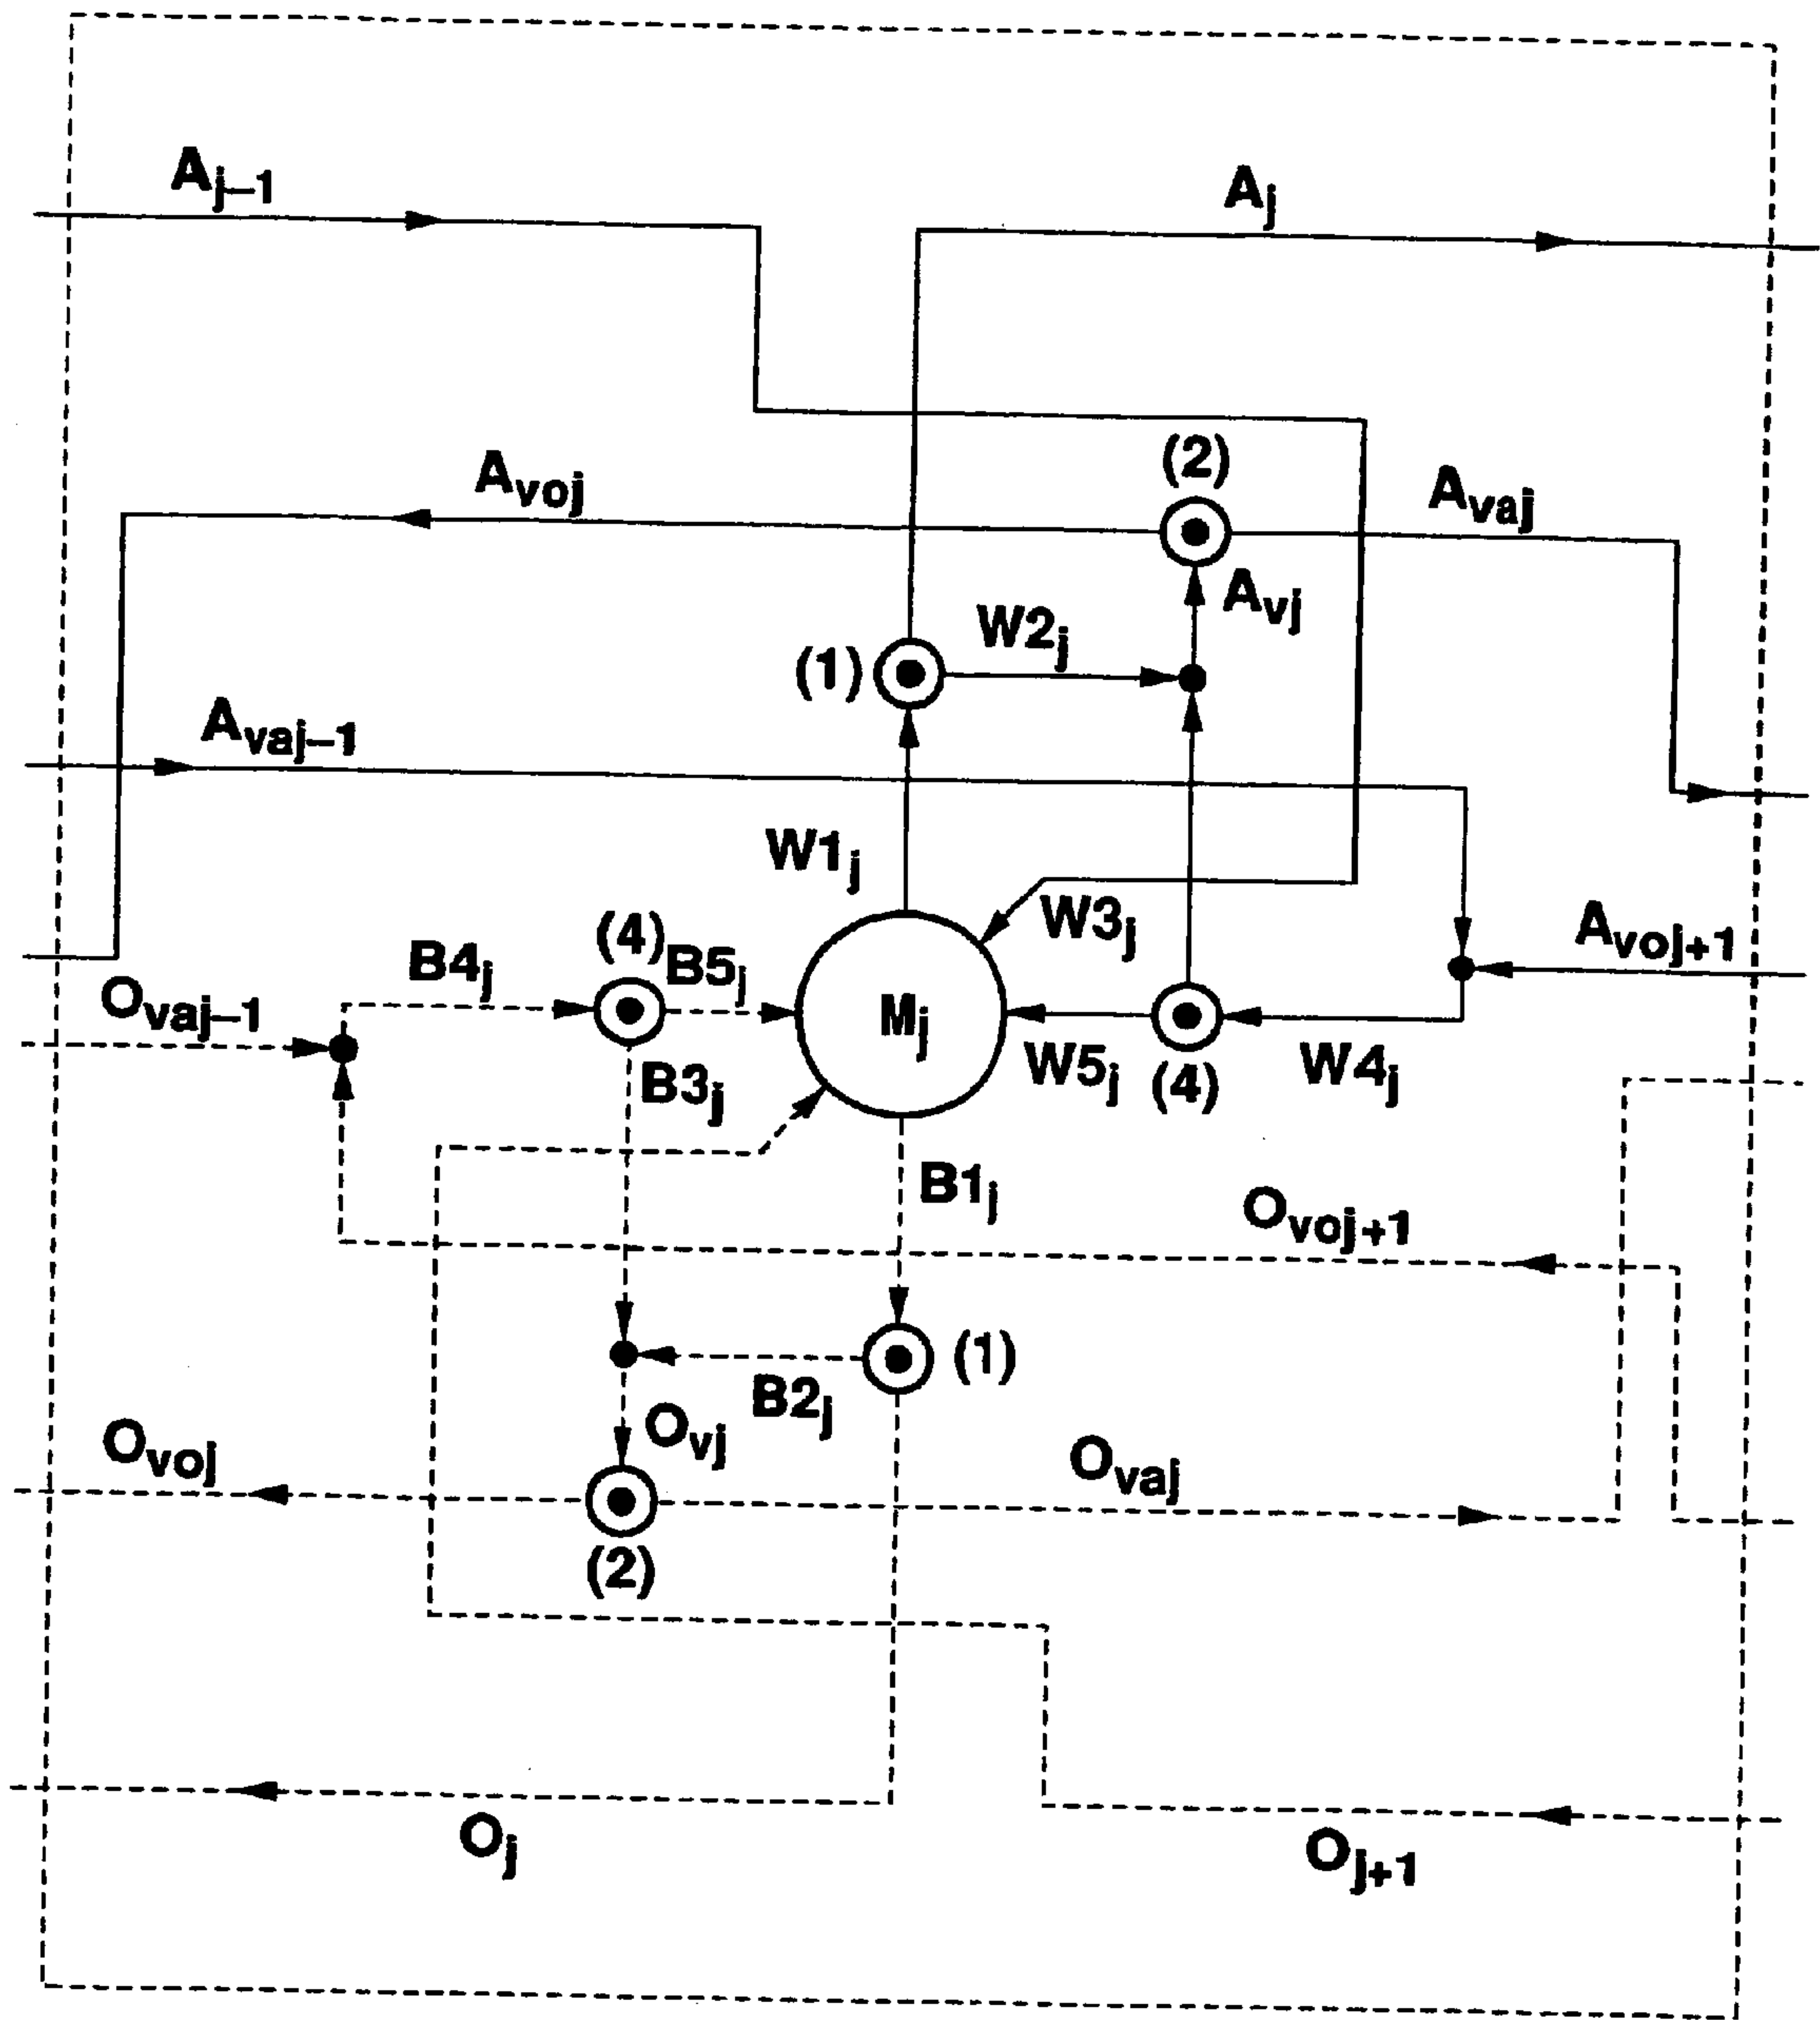 Aj–1
Aj
(2)
Avoj
Avaj
Avj
W2j
(1)
Avaj–1
W1j
W3j
Avoj+1
(4)
B4j
B5j
Ovaj–1
Mj
B3j
W5j
(4)
W4j
B1j
Ovoj+1
(1)
B2j
Ovj
Ovoj
Ovaj
(2)
Oj
Oj+1